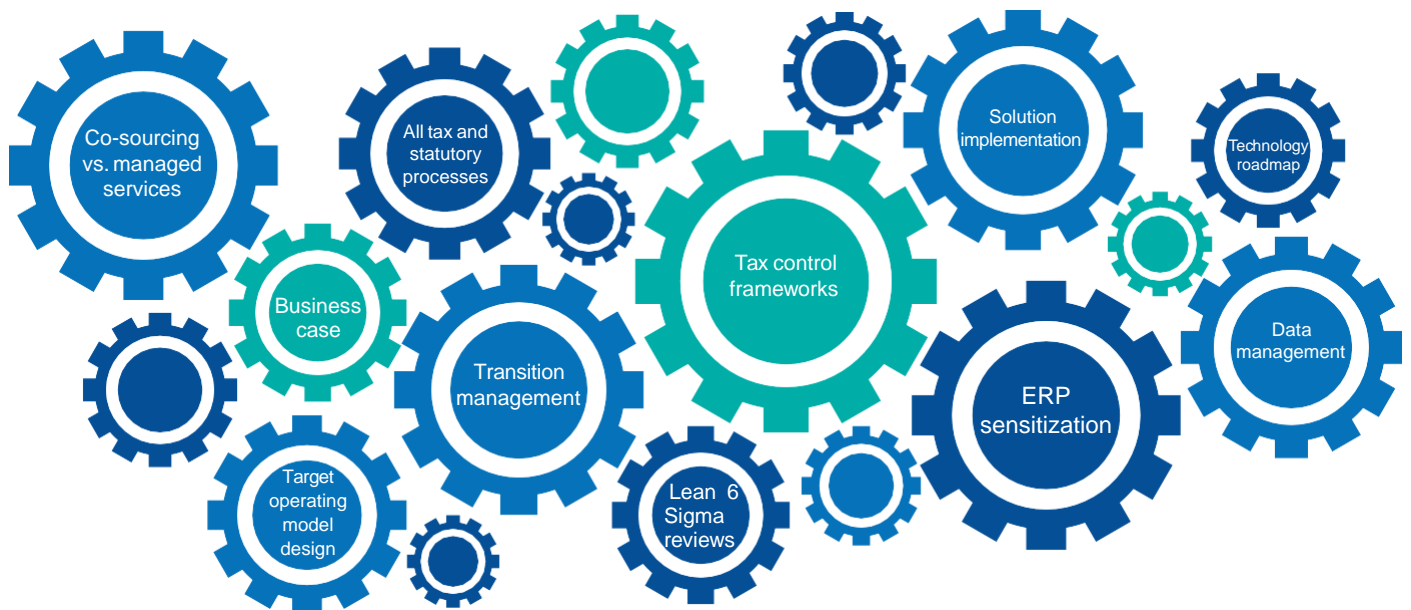 Co-sourcing
vs. managed
services
All tax and
statutory
processes
Solution
implementation
Technology
roadmap
Business
case
Tax control
frameworks
Data
management
Transition
management
ERP
sensitization
Target
operating
model
design
Lean 6
Sigma
reviews